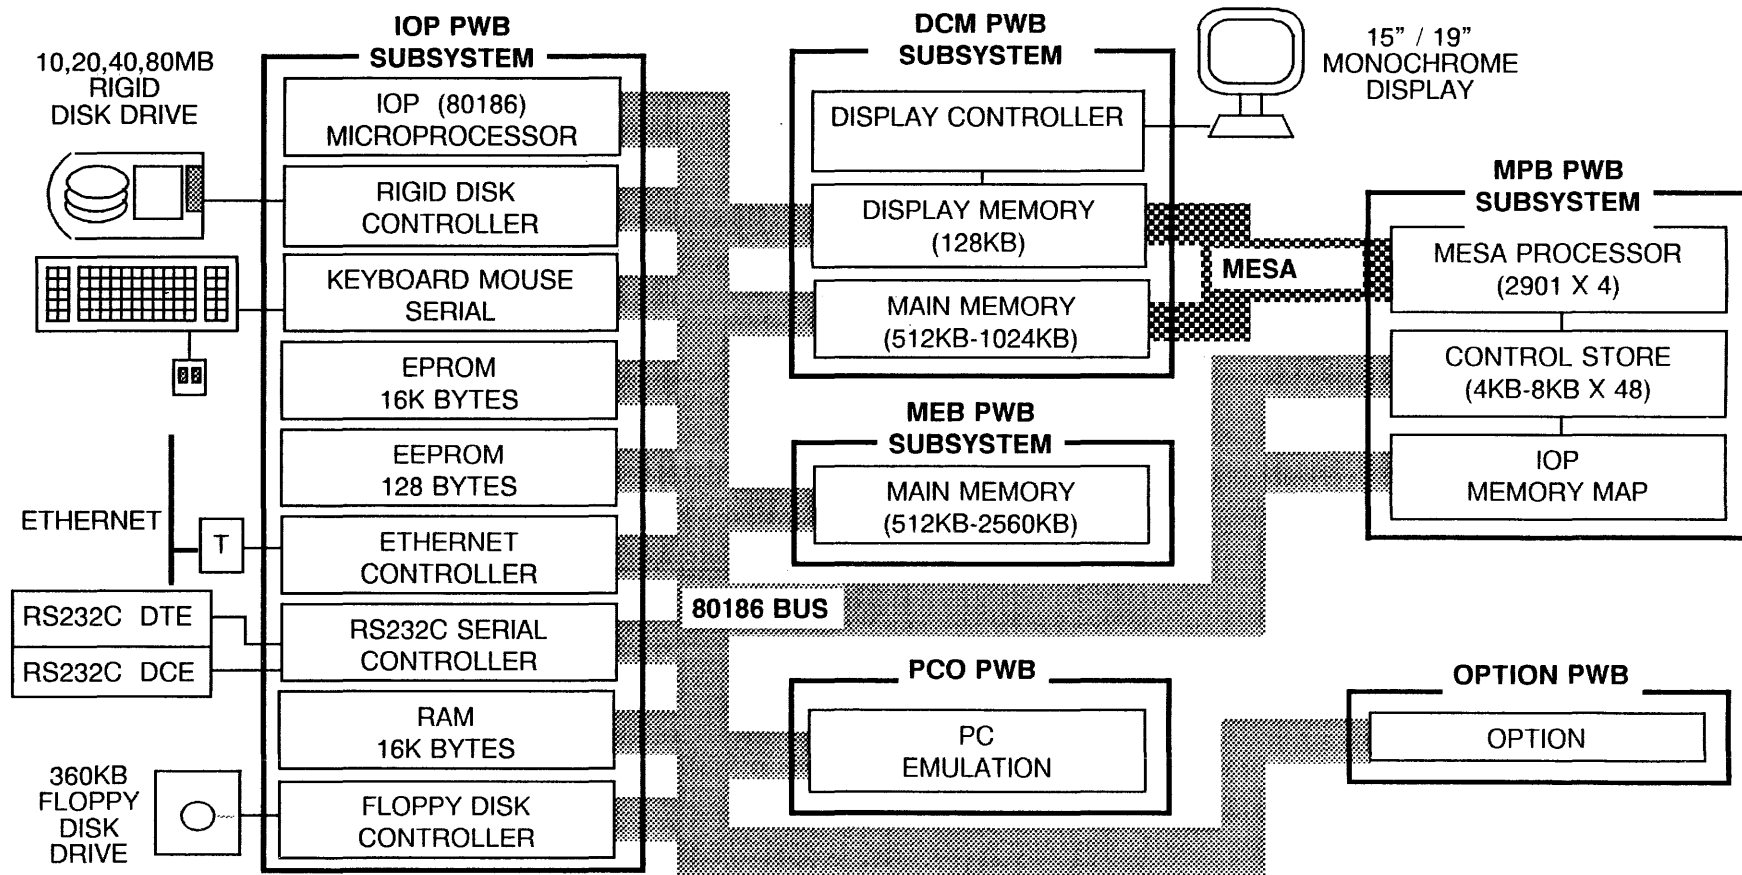 10,20,40,80MB
RIGID
DISK DRIVE
ETHERNET
T
RS232C DTE
RS232C DCE
360KB
FLOPPY
DISK
DRIVE
IOP PWB
SUBSYSTEM
IOP (80186)
MICROPROCESSOR
RIGID DISK
CONTROLLER
KEYBOARD MOUSE
SERIAL
EPROM
16K BYTES
EEPROM
128 BYTES
ETHERNET
CONTROLLER
RS232C SERIAL
CONTROLLER
RAM
16K BYTES
FLOPPY DISK
CONTROLLER
80186 BUS
DCM PWB
SUBSYSTEM
DISPLAY CONTROLLER
DISPLAY MEMORY
(128KB)
MAIN MEMORY
(512KB-1024KB)
15” / 19”
MONOCHROME
DISPLAY
MESA
MEB PWB
SUBSYSTEM
MAIN MEMORY
(512KB-2560KB)
PCO PWB
PC
EMULATION
MPB PWB
SUBSYSTEM
MESA PROCESSOR
(2901 X 4)
CONTROL STORE
(4KB-8KB X 48)
IOP
MEMORY MAP
OPTION PWB
OPTION